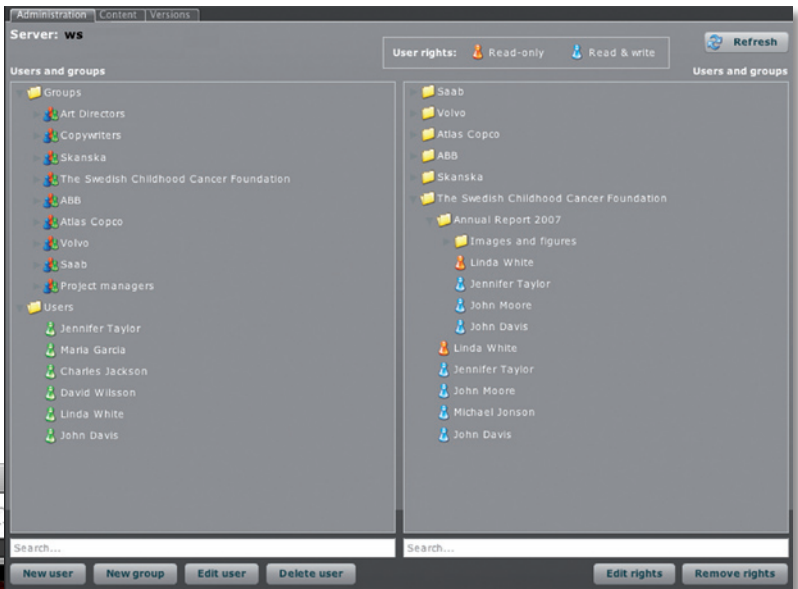 Administration Content Versions
Server: ws
User rights: Read-only Read & write
Refresh
Users and groups
Users and groups
Groups
Art Directors
Copywriters
Skanska
The Swedish Childhood Cancer Foundation
ABB
Atlas Copco
Volvo
Saab
Project managers
Users
Jennifer Taylor
Maria Garcia
Charles Jackson
David Wilsson
Linda White
John Davis
Search...
New user New group Edit user Delete user
Saab
Volvo
Atlas Copco
ABB
Skanska
The Swedish Childhood Cancer Foundation
Annual Report 2007
Images and figures
Linda White
Jennifer Taylor
John Moore
John Davis
Linda White
Jennifer Taylor
John Moore
Michael Jonson
John Davis
Search...
Edit rights Remove rights